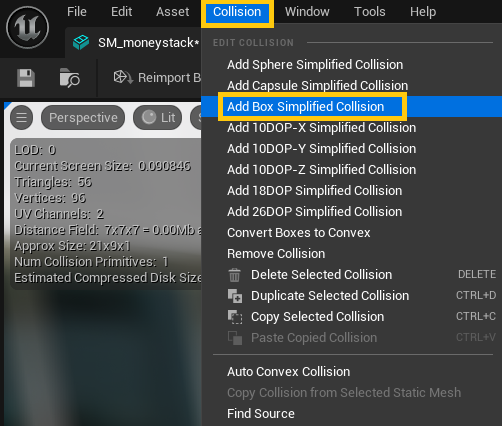 File Edit Asset Collision Window Tools Help
SM_moneystack*
EDIT COLLISION
Reimport B
Add Sphere Simplified Collision
Add Capsule Simplified Collision
Add Box Simplified Collision
Add 10DOP-X Simplified Collision
Add 10DOP-Y Simplified Collision
Add 10DOP-Z Simplified Collision
Add 18DOP Simplified Collision
Add 26DOP Simplified Collision
Convert Boxes to Convex
Remove Collision
Delete Selected Collision DELETE
Duplicate Selected Collision CTRL+D
Copy Selected Collision CTRL+C
Paste Copied Collision CTRL+V
Auto Convex Collision
Copy Collision from Selected Static Mesh
Find Source
Perspective Lit S
LOD: 0
Current Screen Size: 0.090846
Triangles: 56
Vertices: 96
UV Channels: 2
Distance Field: 7x7x7 = 0.00Mb a
Approx Size: 21x9x1
Num Collision Primitives: 1
Estimated Compressed Disk Size